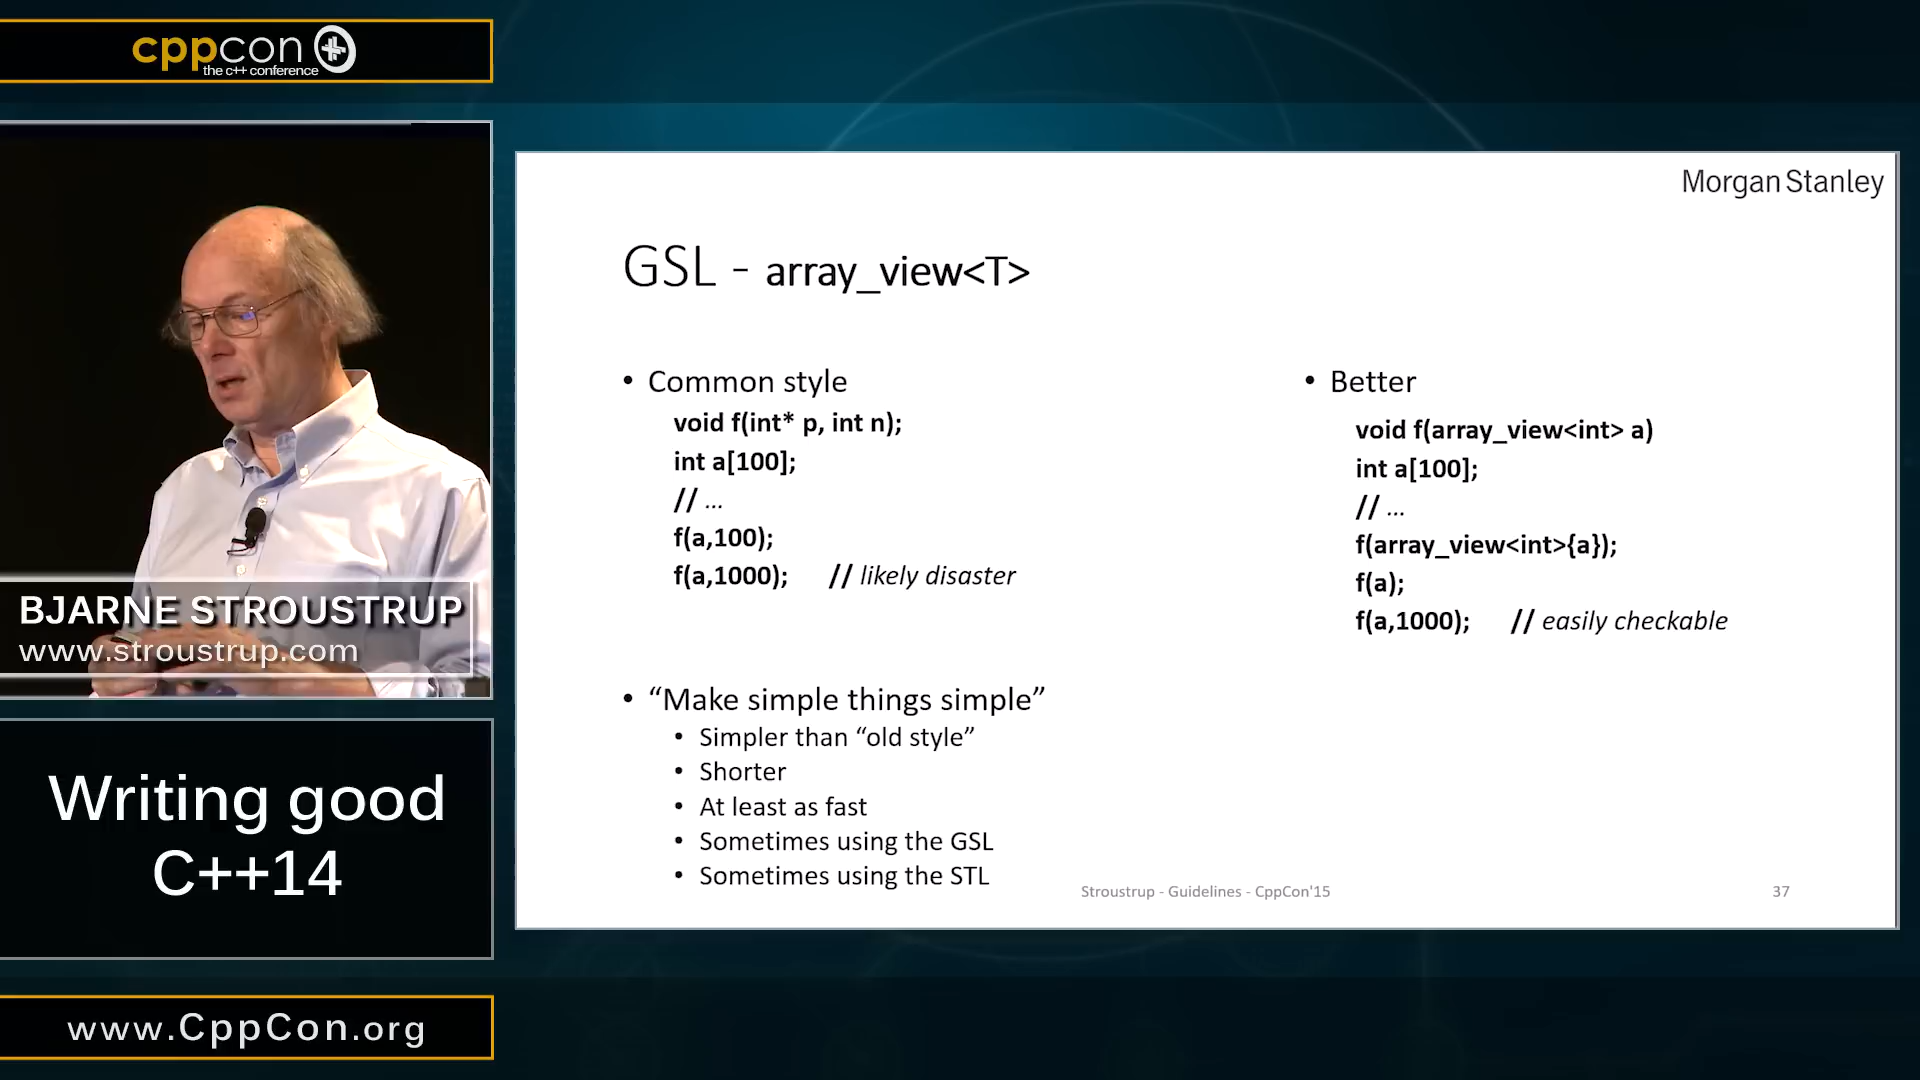 cppcon
the c++ conference
BJARNE STROUSTRUP
www.stroustrup.com
Writing good
C++14
www.CppCon.org
Morgan Stanley
GSL - array_view<T>
• Common style
void f(int* p, int n);
int a[100];
// …
f(a,100);
f(a,1000); // likely disaster
• Better
void f(array_view<int> a)
int a[100];
// …
f(array_view<int>{a});
f(a);
f(a,1000); // easily checkable
• “Make simple things simple”
• Simpler than “old style”
• Shorter
• At least as fast
• Sometimes using the GSL
• Sometimes using the STL
Stroustrup - Guidelines - CppCon'15
37